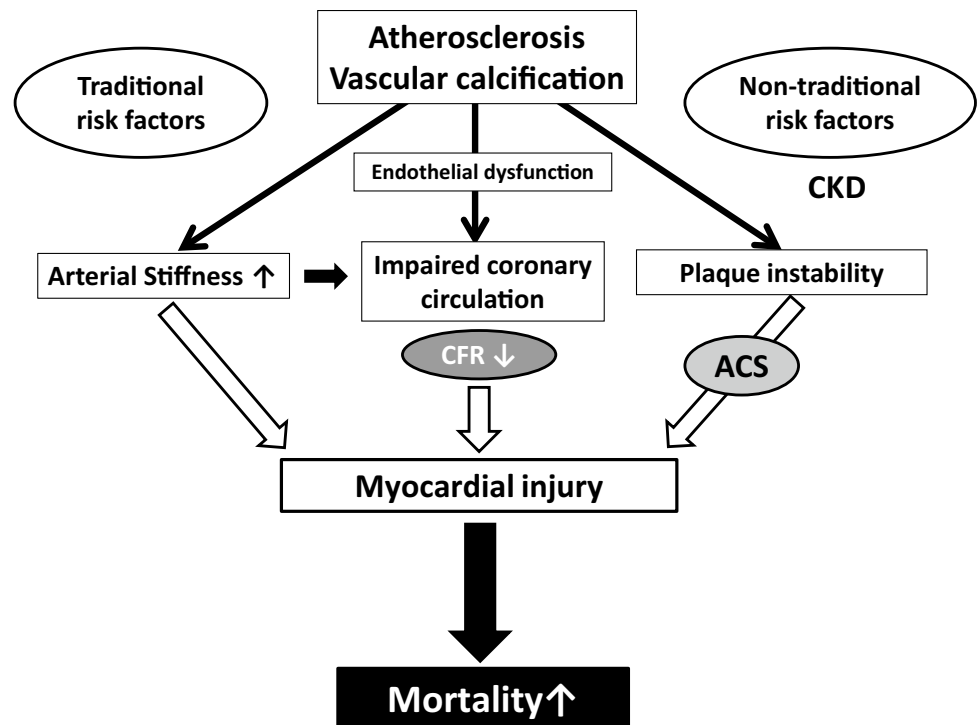 Atherosclerosis
Vascular calcification
Traditional
risk factors
Non-traditional
risk factors
CKD
Endothelial dysfunction
Arterial Stiffness ↑
Impaired coronary
circulation
Plaque instability
CFR ↓
ACS
Myocardial injury
Mortality↑